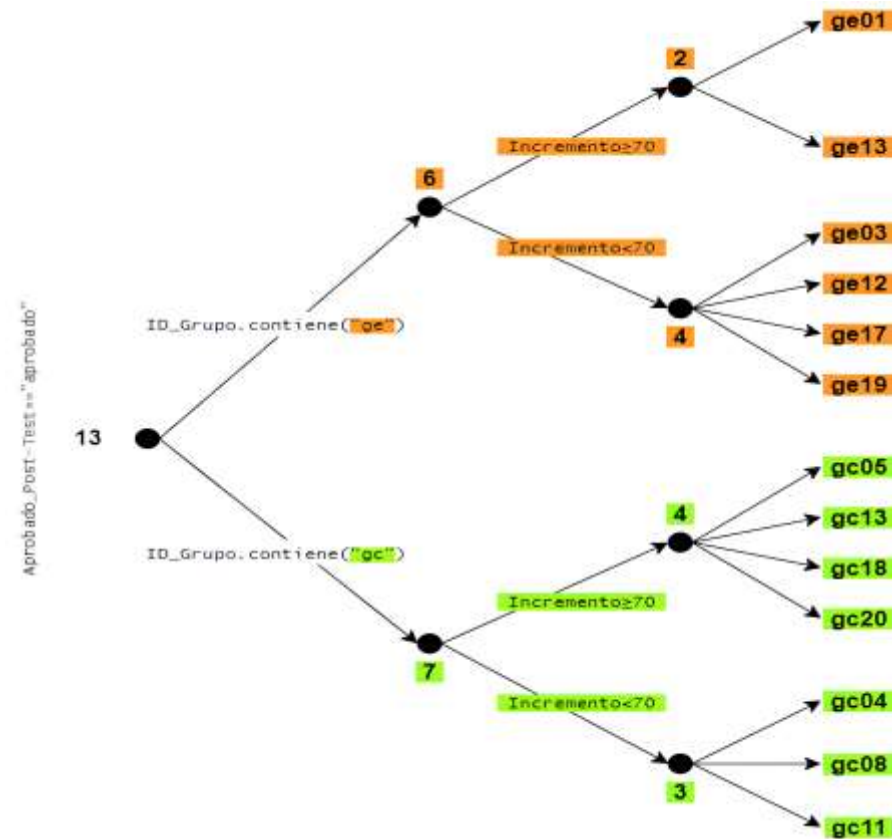 ge01
2
Incremento≥70
ge13
6
ge03
Incremento<70
ge12
4
ge17
ge19
ID_Grupo.contiene("ge")
Aprobado_Post-Test=="aprobado"
13
gc05
4
gc13
ID_Grupo.contiene("gc")
gc18
Incremento≥70
gc20
7
Incremento<70
gc04
gc08
3
gc11